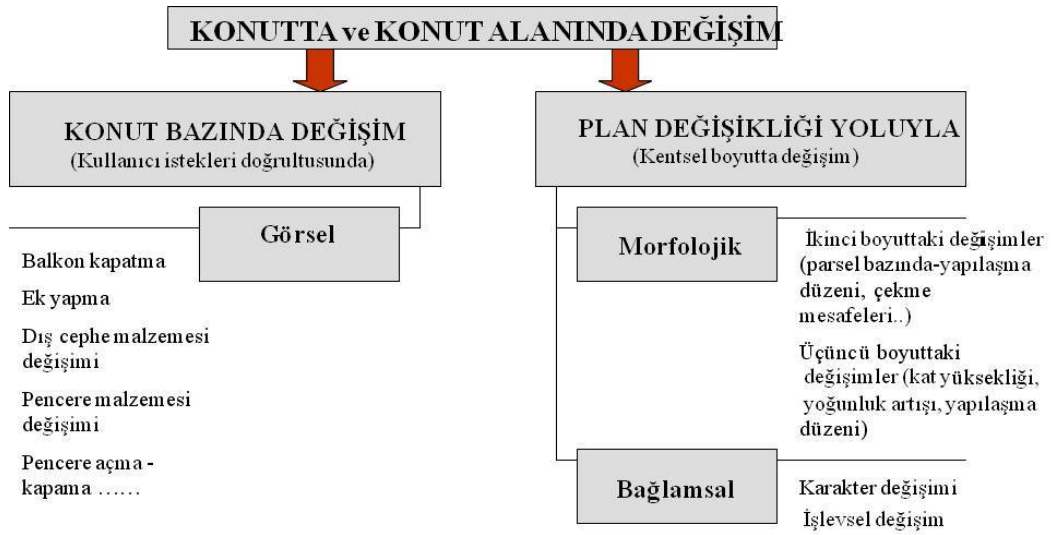 KONUTTA ve KONUT ALANINDA DEĞİŞİM
KONUT BAZINDA DEĞİŞİM
(Kullanıcı istekleri doğrultusunda)
Görsel
Balkon kapatma
Ek yapma
Dış cephe malzemesi
değişimi
Pencere malzemesi
değişimi
Pencere açma -
kapama ......
PLAN DEĞİŞİKLİĞİ YOLUYLA
(Kentsel boyutta değişim)
Morfolojik
İkinci boyuttaki değişimler
(parsel bazında-yapılaşma
düzeni, çekme
mesafeleri..)
Üçüncü boyuttaki
değişimler (kat yüksekliği,
yoğunluk artışı, yapılaşma
düzeni)
Bağlamsal
Karakter değişimi
İşlevsel değişim